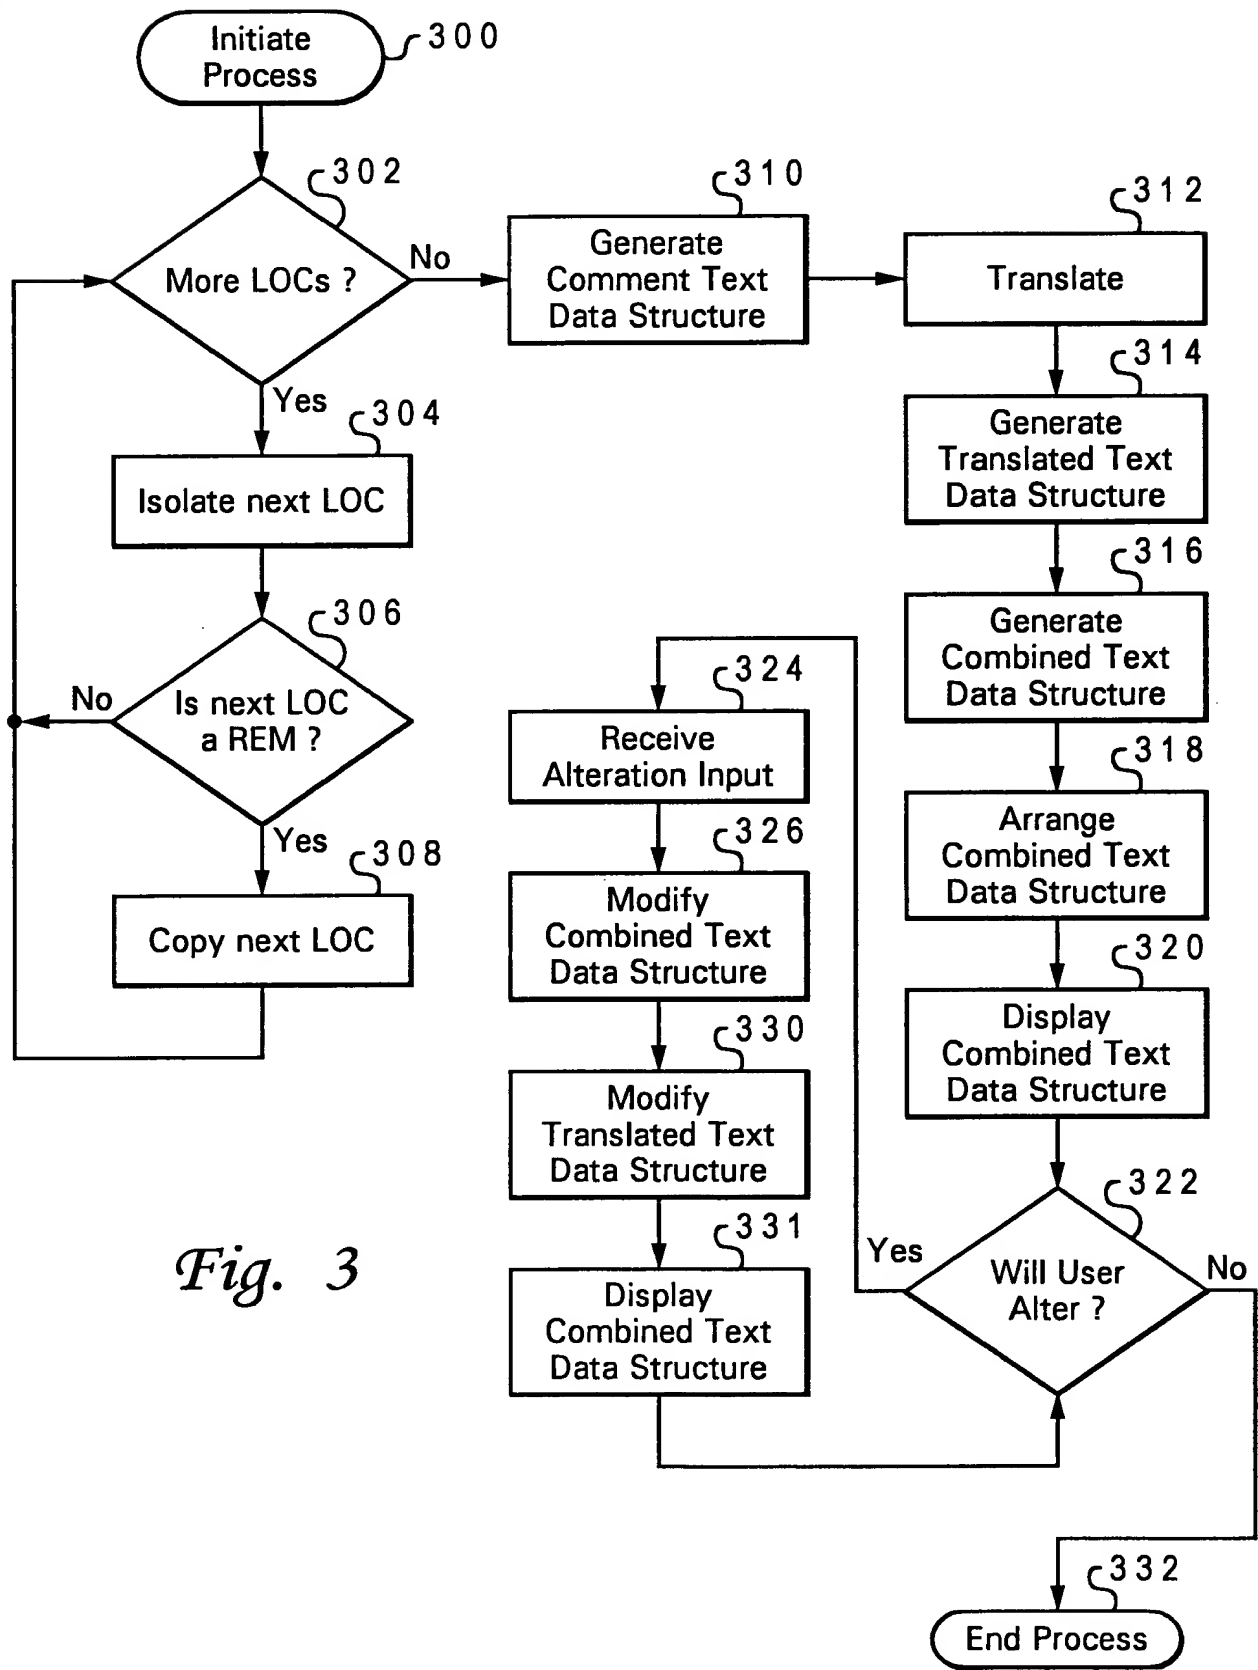 Initiate
Process
300
302
More LOCs ?
No
Yes
304
Isolate next LOC
306
Is next LOC
a REM ?
No
Yes
308
Copy next LOC
310
Generate
Comment Text
Data Structure
312
Translate
314
Generate
Translated Text
Data Structure
316
Generate
Combined Text
Data Structure
318
Arrange
Combined Text
Data Structure
320
Display
Combined Text
Data Structure
322
Will User
Alter ?
Yes
No
324
Receive
Alteration Input
326
Modify
Combined Text
Data Structure
330
Modify
Translated Text
Data Structure
331
Display
Combined Text
Data Structure
332
End Process
Fig. 3